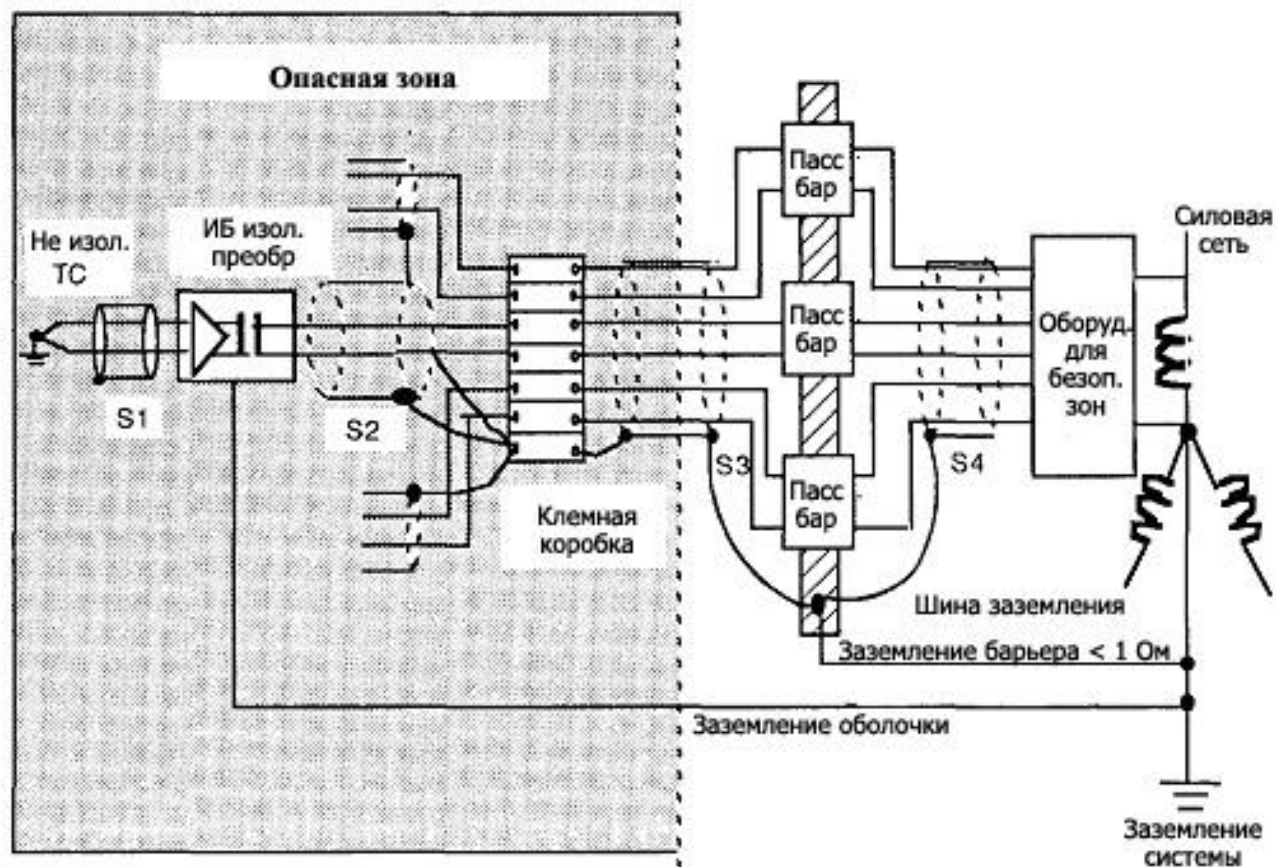 Опасная зона
Не изол.
ТС
ИБ изол.
преобр
S1
S2
Клемная
коробка
S3
Пасс
бар
Пасс
бар
Пасс
бар
S4
Оборуд.
для
безоп.
зон
Силовая
сеть
Шина заземления
Заземление барьера < 1 Ом
Заземление оболочки
Заземление
системы